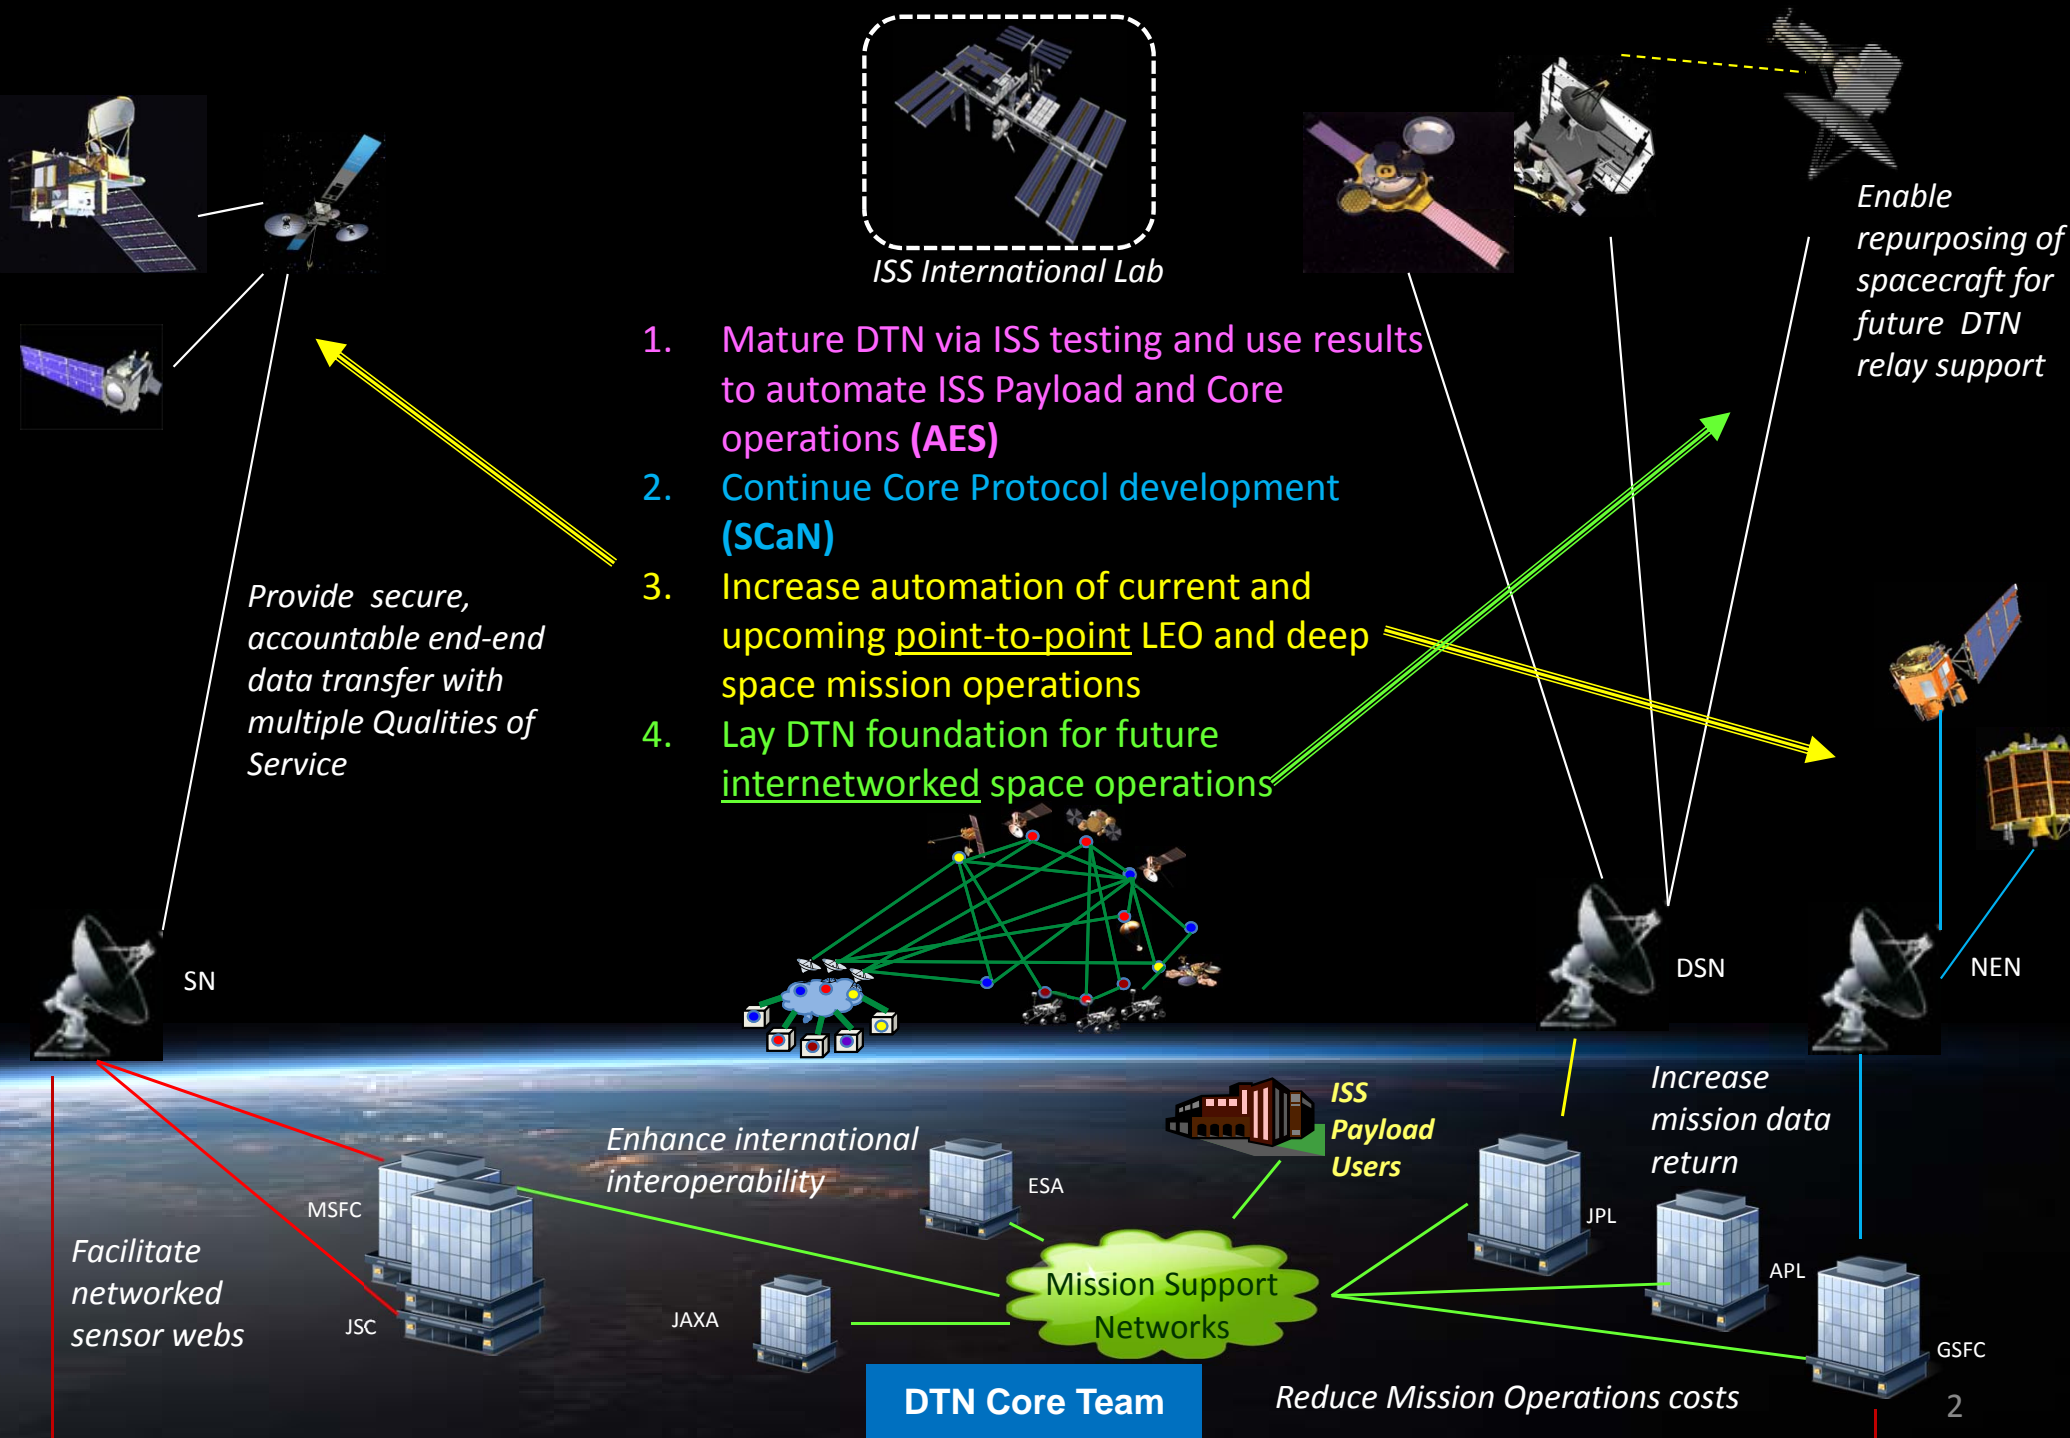 ISS International Lab
Enable
repurposing of
spacecraft for
future DTN
relay support
1. Mature DTN via ISS testing and use results
to automate ISS Payload and Core
operations (AES)
2. Continue Core Protocol development
(SCaN)
3. Increase automation of current and
upcoming point-to-point LEO and deep
space mission operations
4. Lay DTN foundation for future
internetworked space operations
Provide secure,
accountable end-end
data transfer with
multiple Qualities of
Service
SN
DSN
NEN
ISS
Payload
Users
Increase
mission data
return
Enhance international
interoperability
MSFC
ESA
JPL
Facilitate
networked
sensor webs
JSC
JAXA
Mission Support
Networks
APL
GSFC
DTN Core Team
Reduce Mission Operations costs
2